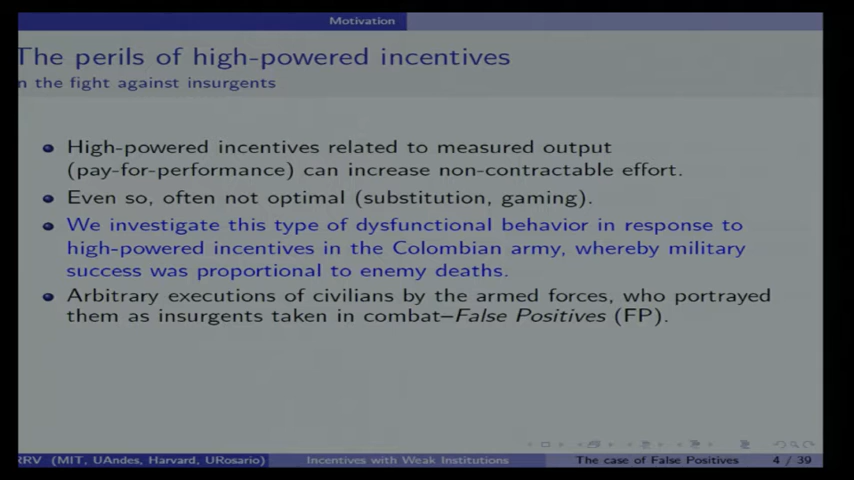 Motivation
The perils of high-powered incentives
n the fight against insurgents
High-powered incentives related to measured output
(pay-for-performance) can increase non-contractable effort.
Even so, often not optimal (substitution, gaming).
We investigate this type of dysfunctional behavior in response to
high-powered incentives in the Colombian army, whereby military
success was proportional to enemy deaths.
Arbitrary executions of civilians by the armed forces, who portrayed
them as insurgents taken in combat–False Positives (FP).
RRV (MIT, UAndes, Harvard, URosario)
Incentives with Weak Institutions
The case of False Positives
4 / 39